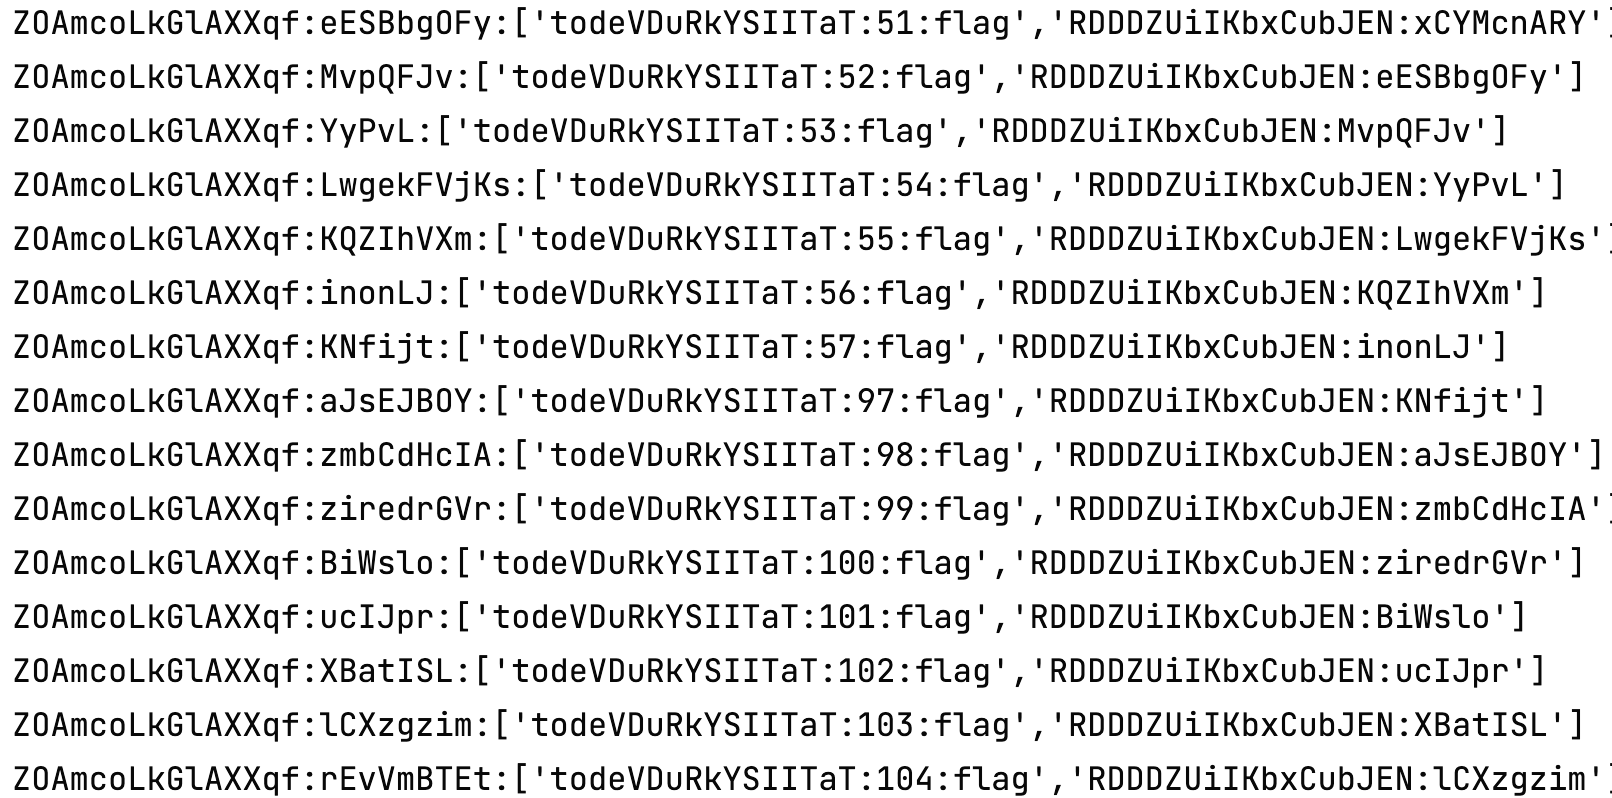 ZOAmcoLkGlAXXqf:eESBbgOFy:['todeVDuRkYSIITaT:51:flag','RDDDZUiIKbxCubJEN:xCYMcnARY']
ZOAmcoLkGlAXXqf:MvpQFJv:['todeVDuRkYSIITaT:52:flag','RDDDZUiIKbxCubJEN:eESBbgOFy']
ZOAmcoLkGlAXXqf:YyPvL:['todeVDuRkYSIITaT:53:flag','RDDDZUiIKbxCubJEN:MvpQFJv']
ZOAmcoLkGlAXXqf:LwgekFVjKs:['todeVDuRkYSIITaT:54:flag','RDDDZUiIKbxCubJEN:YyPvL']
ZOAmcoLkGlAXXqf:KQZIhVXm:['todeVDuRkYSIITaT:55:flag','RDDDZUiIKbxCubJEN:LwgekFVjKs']
ZOAmcoLkGlAXXqf:inonLJ:['todeVDuRkYSIITaT:56:flag','RDDDZUiIKbxCubJEN:KQZIhVXm']
ZOAmcoLkGlAXXqf:KNfijt:['todeVDuRkYSIITaT:57:flag','RDDDZUiIKbxCubJEN:inonLJ']
ZOAmcoLkGlAXXqf:aJsEJBOY:['todeVDuRkYSIITaT:97:flag','RDDDZUiIKbxCubJEN:KNfijt']
ZOAmcoLkGlAXXqf:zmbCdHcIA:['todeVDuRkYSIITaT:98:flag','RDDDZUiIKbxCubJEN:aJsEJBOY']
ZOAmcoLkGlAXXqf:ziredrGVr:['todeVDuRkYSIITaT:99:flag','RDDDZUiIKbxCubJEN:zmbCdHcIA']
ZOAmcoLkGlAXXqf:BiWslo:['todeVDuRkYSIITaT:100:flag','RDDDZUiIKbxCubJEN:ziredrGVr']
ZOAmcoLkGlAXXqf:ucIJpr:['todeVDuRkYSIITaT:101:flag','RDDDZUiIKbxCubJEN:BiWslo']
ZOAmcoLkGlAXXqf:XBatISL:['todeVDuRkYSIITaT:102:flag','RDDDZUiIKbxCubJEN:ucIJpr']
ZOAmcoLkGlAXXqf:lCXzgzim:['todeVDuRkYSIITaT:103:flag','RDDDZUiIKbxCubJEN:XBatISL']
ZOAmcoLkGlAXXqf:rEvVmBTEt:['todeVDuRkYSIITaT:104:flag','RDDDZUiIKbxCubJEN:lCXzgzim']